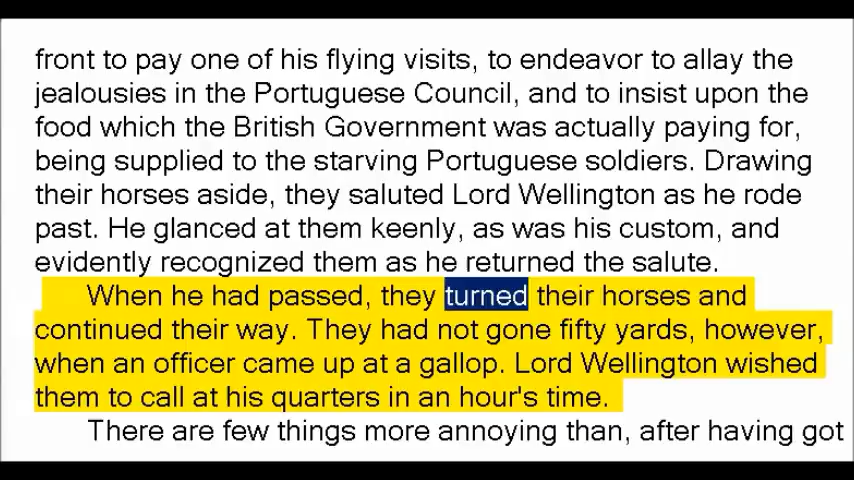 front to pay one of his flying visits, to endeavor to allay the
jealousies in the Portuguese Council, and to insist upon the
food which the British Government was actually paying for,
being supplied to the starving Portuguese soldiers. Drawing
their horses aside, they saluted Lord Wellington as he rode
past. He glanced at them keenly, as was his custom, and
evidently recognized them as he returned the salute.
When he had passed, they turned their horses and
continued their way. They had not gone fifty yards, however,
when an officer came up at a gallop. Lord Wellington wished
them to call at his quarters in an hour's time.
There are few things more annoying than, after having got